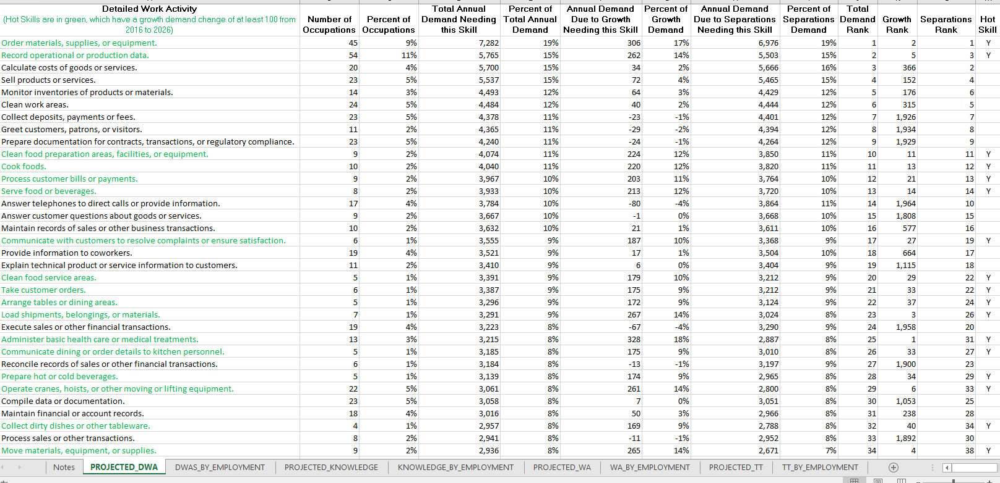 Detailed Work Activity
(Hot Skills are in green, which have a growth demand change of at least 100 from
2016 to 2026)
Number of
Occupations
Percent of
Occupations
Total Annual
Demand Needing
this Skill
Percent of
Total Annual
Demand
Annual Demand
Due to Growth
Needing this Skill
Percent of
Growth
Demand
Annual Demand
Due to Separations
Needing this Skill
Percent of
Separations
Demand
Total
Demand
Rank
Growth
Rank
Separations
Rank
Hot
Skill
Order materials, supplies, or equipment. 45 9% 7,282 19% 306 17% 6,976 19% 1 2 1 Y
Record operational or production data. 54 11% 5,765 15% 262 14% 5,503 15% 2 5 3 Y
Calculate costs of goods or services. 20 4% 5,700 15% 34 2% 5,666 16% 3 366 2
Sell products or services. 23 5% 5,537 15% 72 4% 5,465 15% 4 152 4
Monitor inventories of products or materials. 14 3% 4,493 12% 64 3% 4,429 12% 5 176 6
Clean work areas. 24 5% 4,484 12% 40 2% 4,444 12% 6 315 5
Collect deposits, payments or fees. 23 5% 4,378 11% -23 -1% 4,401 12% 7 1,926 7
Greet customers, patrons, or visitors. 11 2% 4,365 11% -29 -2% 4,394 12% 8 1,934 8
Prepare documentation for contracts, transactions, or regulatory compliance. 23 5% 4,240 11% -24 -1% 4,264 12% 9 1,929 9
Clean food preparation areas, facilities, or equipment. 9 2% 4,074 11% 224 12% 3,850 11% 10 11 11 Y
Cook foods. 10 2% 4,040 11% 220 12% 3,820 11% 11 13 12 Y
Process customer bills or payments. 9 2% 3,967 10% 203 11% 3,764 10% 12 21 13 Y
Serve food or beverages. 8 2% 3,933 10% 213 12% 3,720 10% 13 14 14 Y
Answer telephones to direct calls or provide information. 17 4% 3,784 10% -80 -4% 3,864 11% 14 1,964 10
Answer customer questions about goods or services. 9 2% 3,667 10% -1 0% 3,668 10% 15 1,808 15
Maintain records of sales or other business transactions. 10 2% 3,632 10% 21 1% 3,611 10% 16 577 16
Communicate with customers to resolve complaints or ensure satisfaction. 6 1% 3,555 9% 187 10% 3,368 9% 17 27 19 Y
Provide information to coworkers. 19 4% 3,521 9% 17 1% 3,504 10% 18 664 17
Explain technical product or service information to customers. 11 2% 3,410 9% 6 0% 3,404 9% 19 1,115 18
Clean food service areas. 5 1% 3,391 9% 179 10% 3,212 9% 20 29 22 Y
Take customer orders. 6 1% 3,387 9% 175 9% 3,212 9% 21 33 22 Y
Arrange tables or dining areas. 5 1% 3,296 9% 172 9% 3,124 9% 22 37 24 Y
Load shipments, belongings, or materials. 7 1% 3,291 9% 267 14% 3,024 8% 23 3 26 Y
Execute sales or other financial transactions. 19 4% 3,223 8% -67 -4% 3,290 9% 24 1,958 20
Administer basic health care or medical treatments. 13 3% 3,215 8% 328 18% 2,887 8% 25 1 31 Y
Communicate dining or order details to kitchen personnel. 5 1% 3,185 8% 175 9% 3,010 8% 26 33 27 Y
Reconcile records of sales or other financial transactions. 6 1% 3,184 8% -13 -1% 3,197 9% 27 1,900 23
Prepare hot or cold beverages. 5 1% 3,139 8% 174 9% 2,965 8% 28 34 29 Y
Operate cranes, hoists, or other moving or lifting equipment. 22 5% 3,061 8% 261 14% 2,800 8% 29 6 33 Y
Compile data or documentation. 23 5% 3,058 8% 7 0% 3,051 8% 30 1,053 25
Maintain financial or account records. 18 4% 3,016 8% 50 3% 2,966 8% 31 238 28
Collect dirty dishes or other tableware. 4 1% 2,957 8% 169 9% 2,788 8% 32 40 34 Y
Process sales or other transactions. 8 2% 2,941 8% -11 -1% 2,952 8% 33 1,892 30
Move materials, equipment, or supplies. 9 2% 2,936 8% 265 14% 2,671 7% 34 4 38 Y
Notes PROJECTED_DWA DWAS_BY_EMPLOYMENT PROJECTED_KNOWLEDGE KNOWLEDGE_BY_EMPLOYMENT PROJECTED_WA WA_BY_EMPLOYMENT PROJECTED_TT TT_BY_EMPLOYMENT